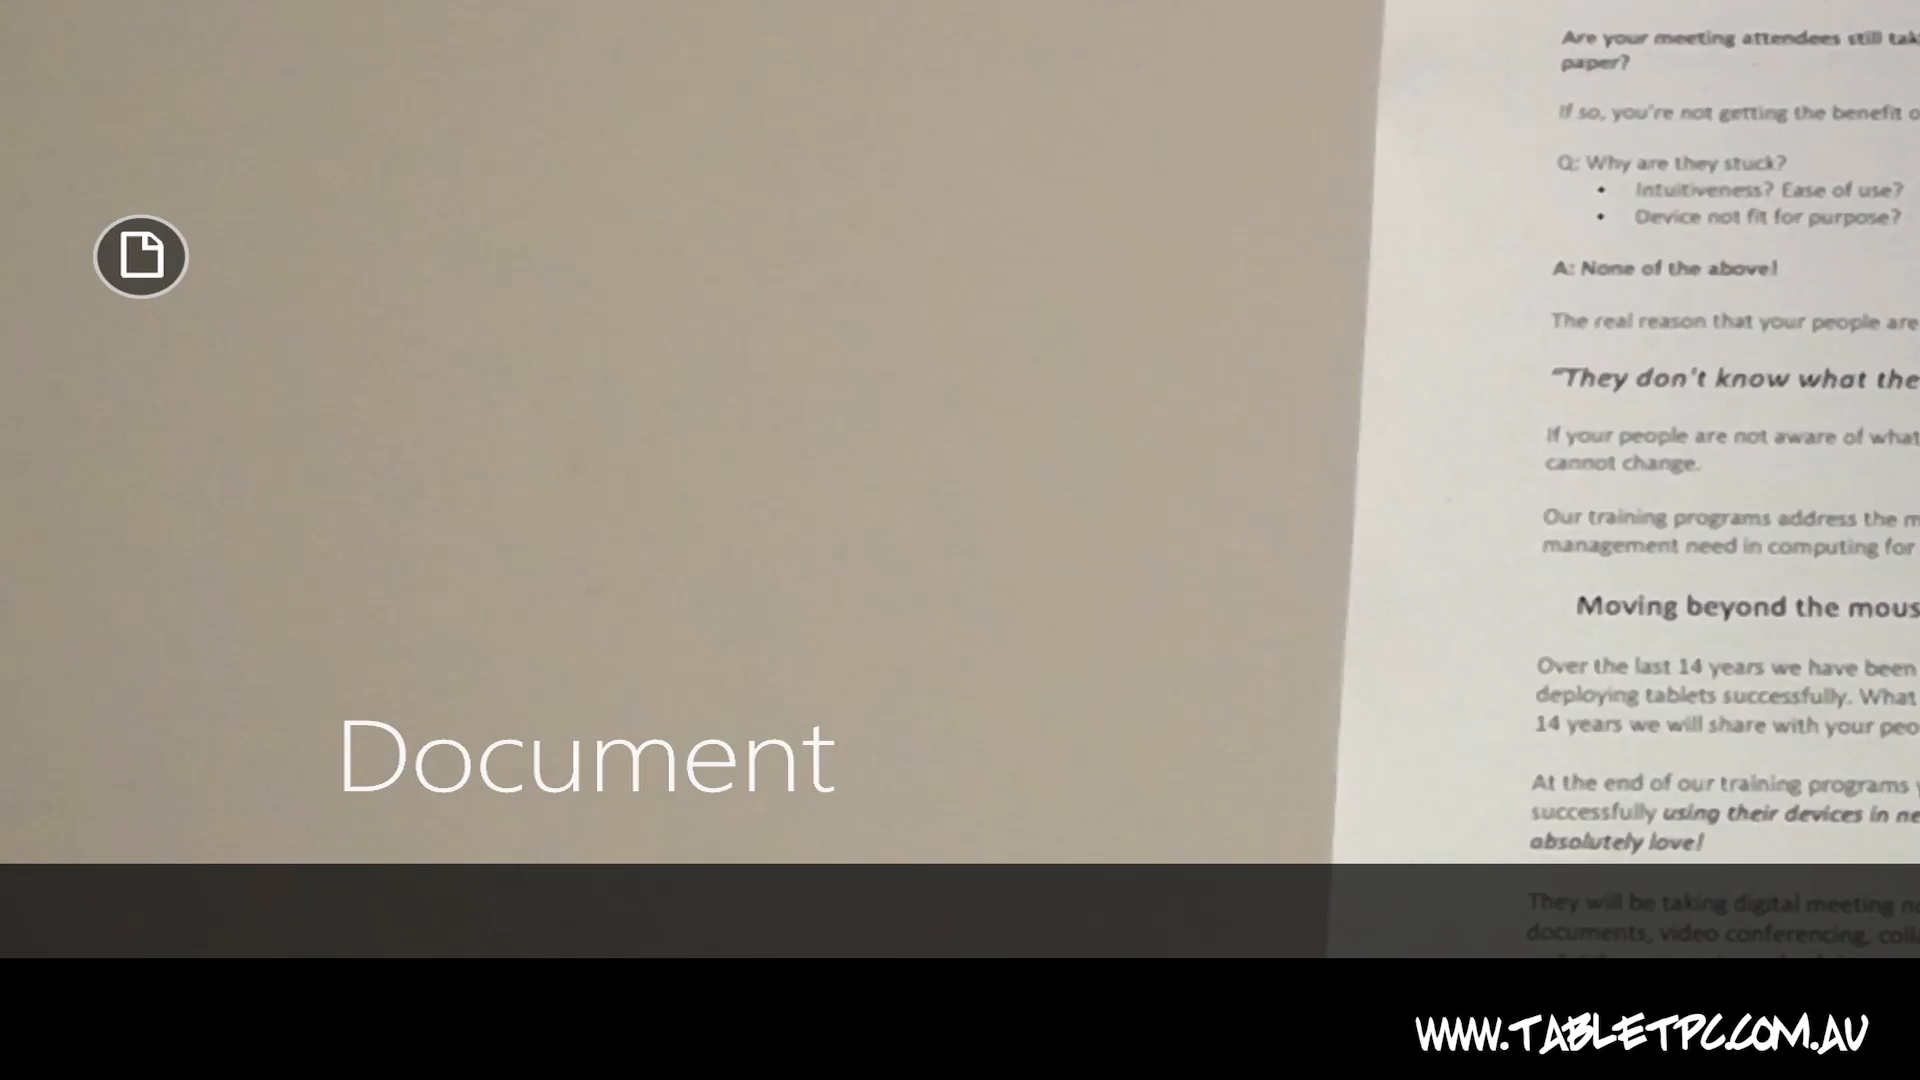 Are your meeting attendees still
paper?
If so, you're not getting the benefit
Q: Why are they stuck?
• Intuitiveness? Ease of use?
• Device not fit for purpose?
A: None of the above!
The real reason that your people are
"They don't know what
If your people are not aware of what
cannot change.
Our training programs address the
management need in computing for
Moving beyond the
Over the last 14 years we have been
deploying tablets successfully. What
14 years we will share with your
At the end of our training programs
successfully using their devices in
absolutely love!
They will be taking digital meeting
documents, video conferencing,
Document
WWW.TABLETPC.COM.AU